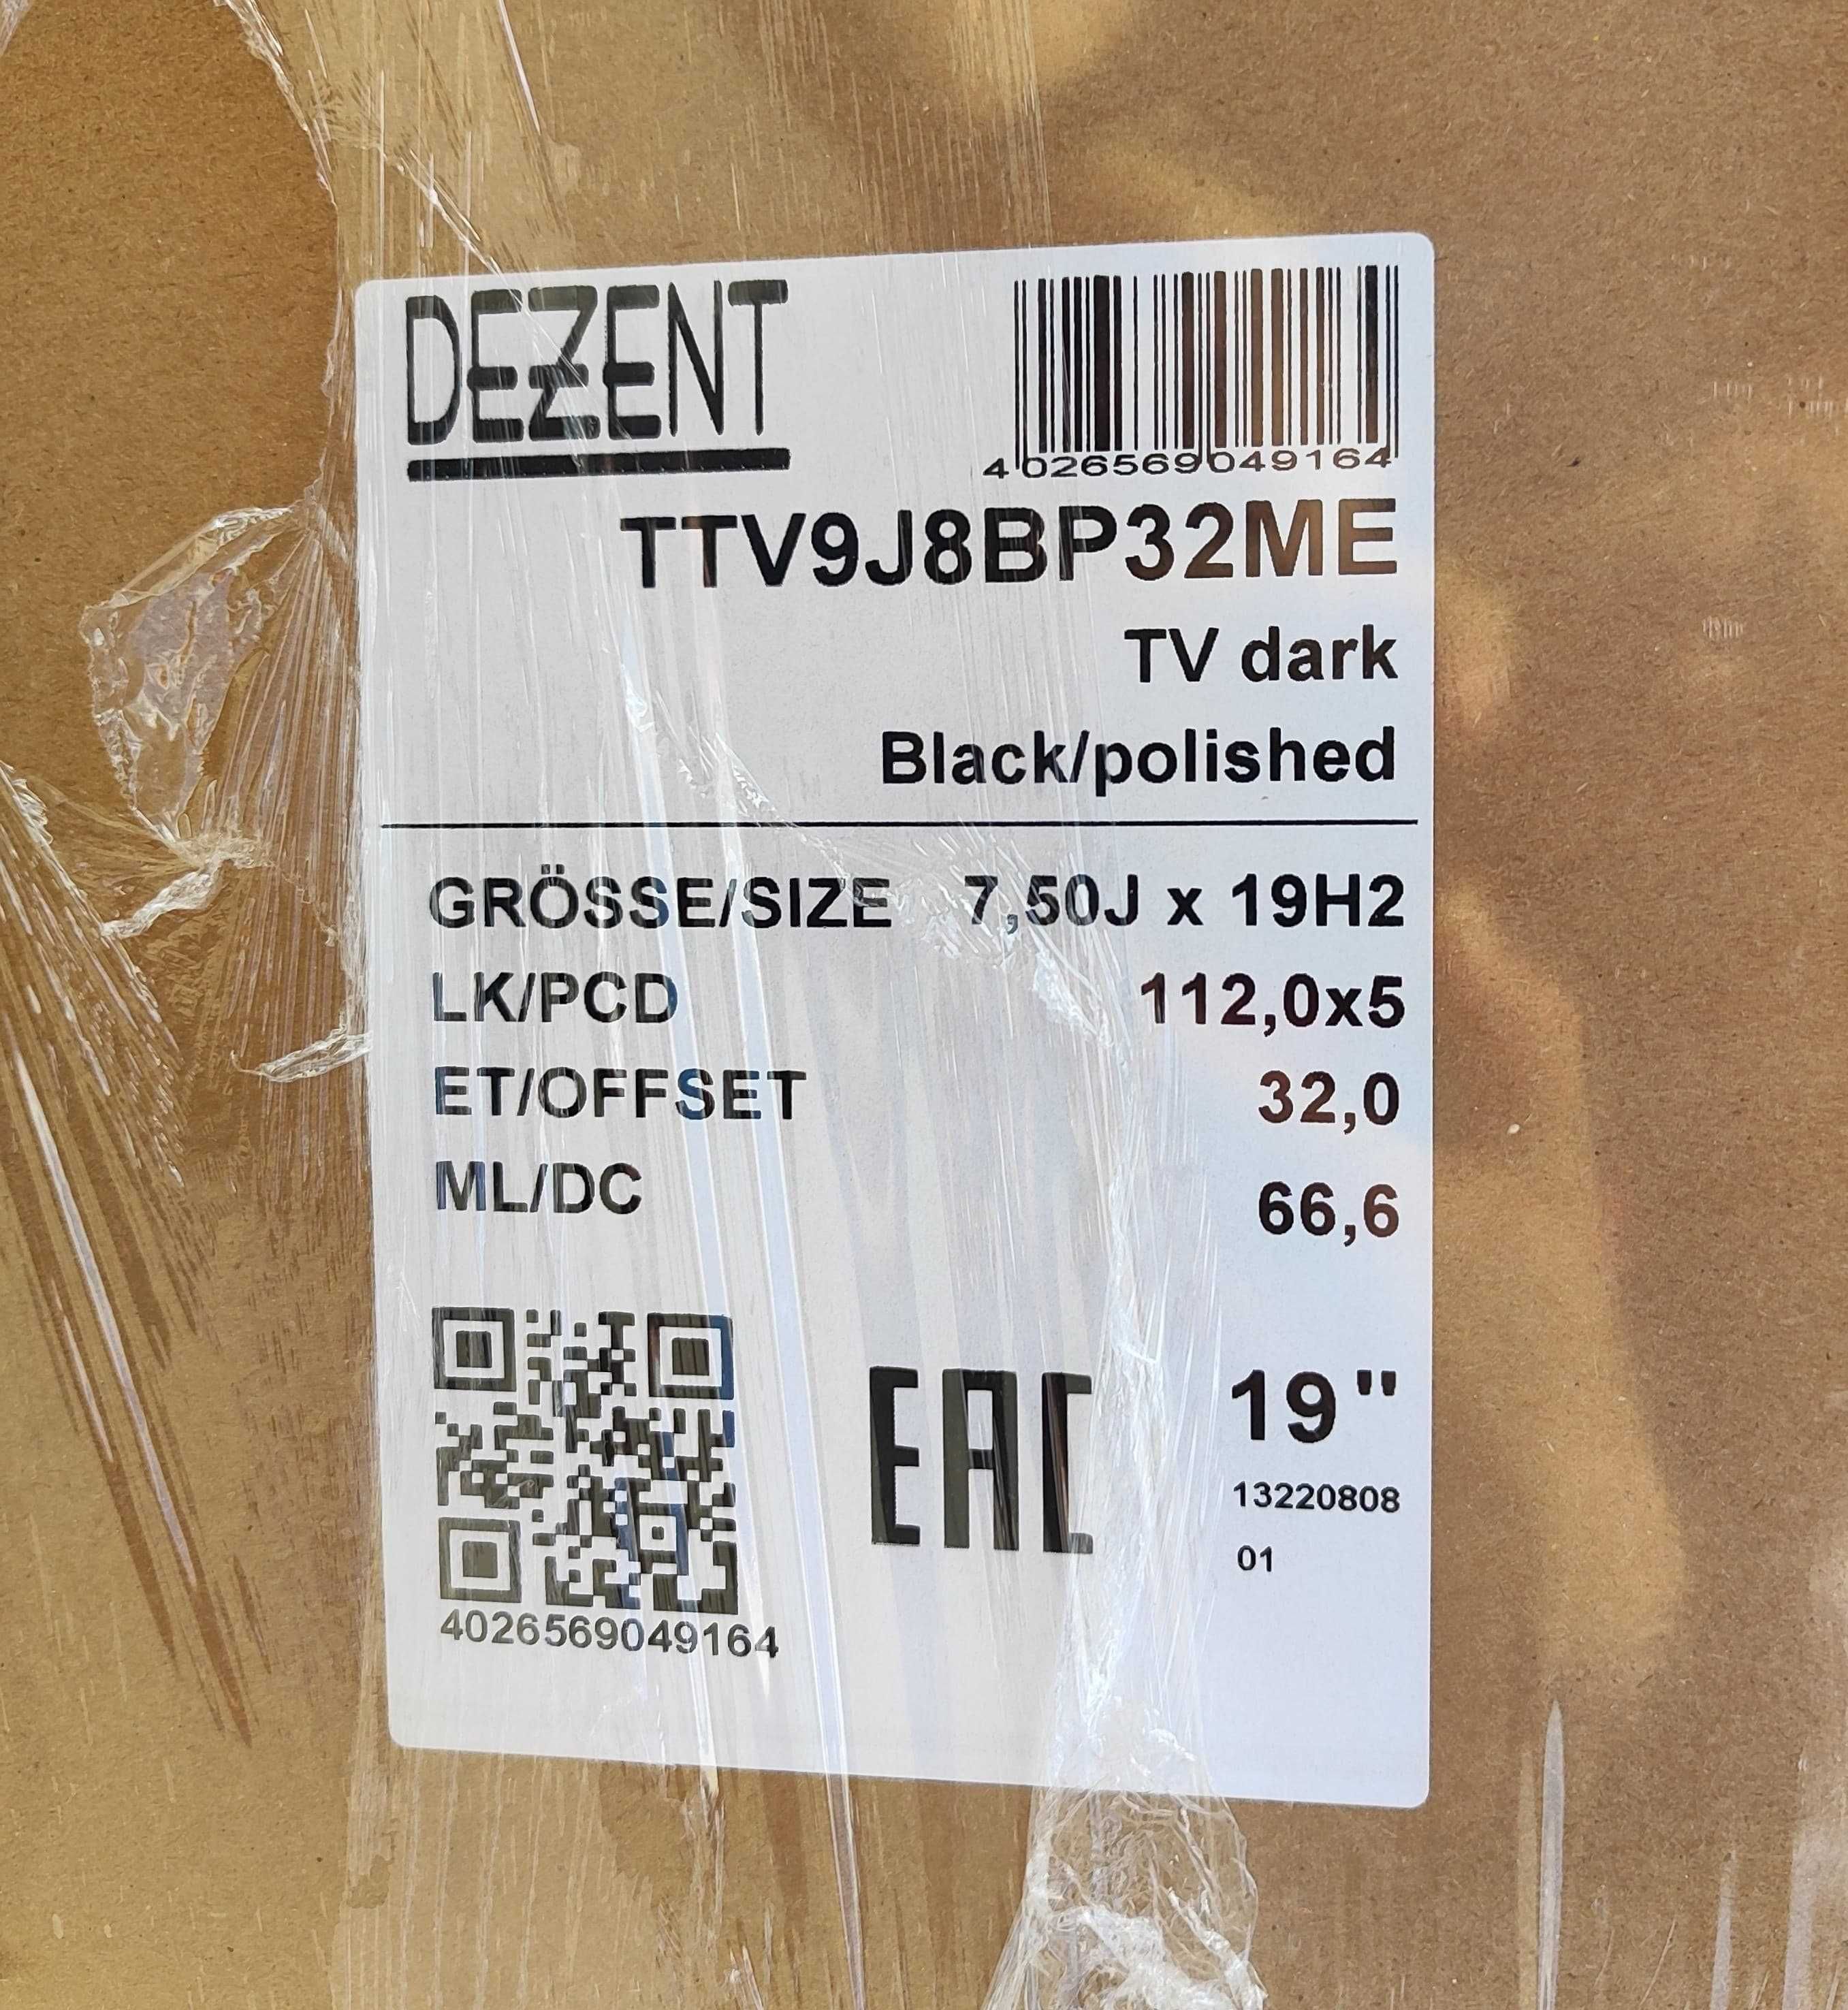 DEZENT
4026569049164
TTV9J8BP32ME
TV dark
Black/polished
GRÖSSE/SIZE 7,50J x 19H2
LK/PCD 112,0x5
ET/OFFSET 32,0
ML/DC 66,6
EAC
19"
13220808
01
4026569049164